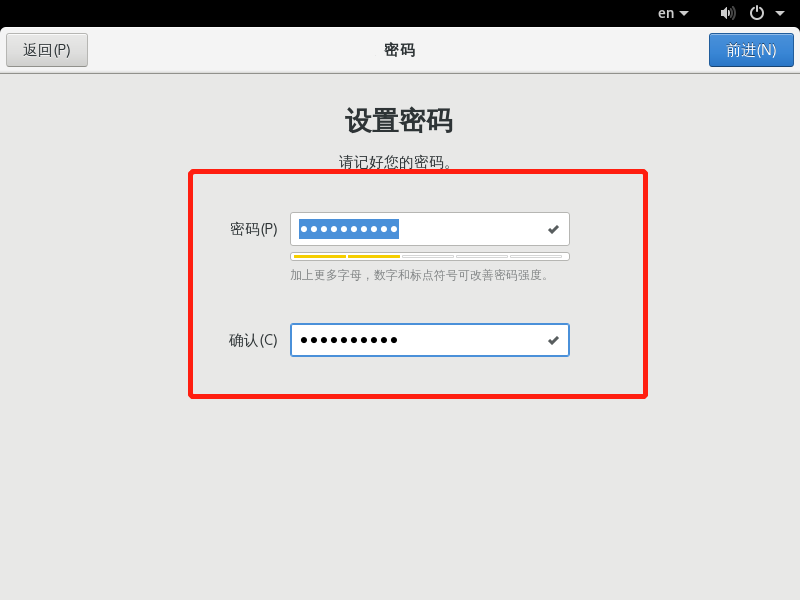 en
返回(P)
密码
前进(N)
设置密码
请记好您的密码。
密码(P)
加上更多字母，数字和标点符号可改善密码强度。
确认(C)